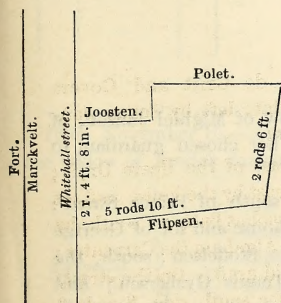 Polet.
Joosten.
Fort.
Marckvelt.
Whitehall street.
2 r. 4 ft. 8 in.
2 rods 6 ft.
5 rods 10 ft.
Flipsen.